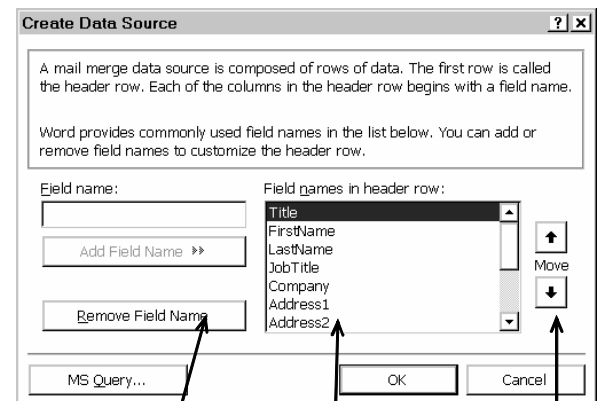 Create Data Source
A mail merge data source is composed of rows of data. The first row is called
the header row. Each of the columns in the header row begins with a field name.
Word provides commonly used field names in the list below. You can add or
remove field names to customize the header row.
Field name:
Field names in header row:
Title
FirstName
LastName
JobTitle
Company
Address1
Address2
Add Field Name
Remove Field Name
Move
MS Query...
OK
Cancel